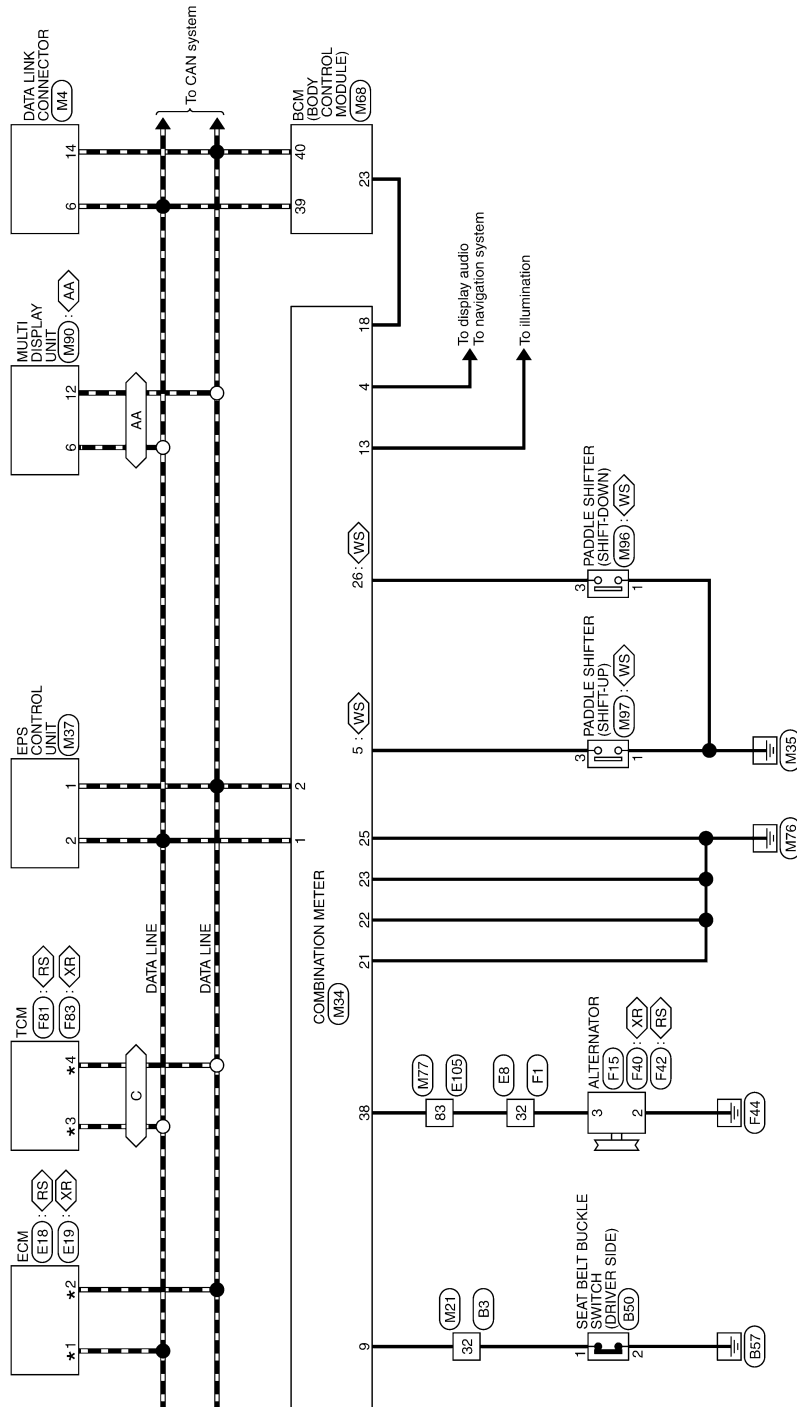 DATA LINK
CONNECTOR
M4
14
6
To CAN system
BCM
(BODY
CONTROL
MODULE)
M68
40
39
23
MULTI
DISPLAY
UNIT
M90 : AA
12
6
AA
18
4
To display audio
To navigation system
13
To illumination
26 : WS
PADDLE SHIFTER
(SHIFT-DOWN)
M96 : WS
3
1
5 : WS
PADDLE SHIFTER
(SHIFT-UP)
M97 : WS
3
1
M35
EPS
CONTROL
UNIT
M37
1
2
2
1
25
23
22
21
M76
DATA LINE
DATA LINE
COMBINATION METER
M34
TCM
F81 : RS
F83 : XR
*4
*3
C
38
M77
83
E105
E8
32
F1
ALTERNATOR
F15
F40 : XR
F42 : RS
3
2
F44
ECM
E18 : RS
E19 : XR
*2
*1
9
M21
32
B3
SEAT BELT BUCKLE
SWITCH
(DRIVER SIDE)
B50
1
2
B57